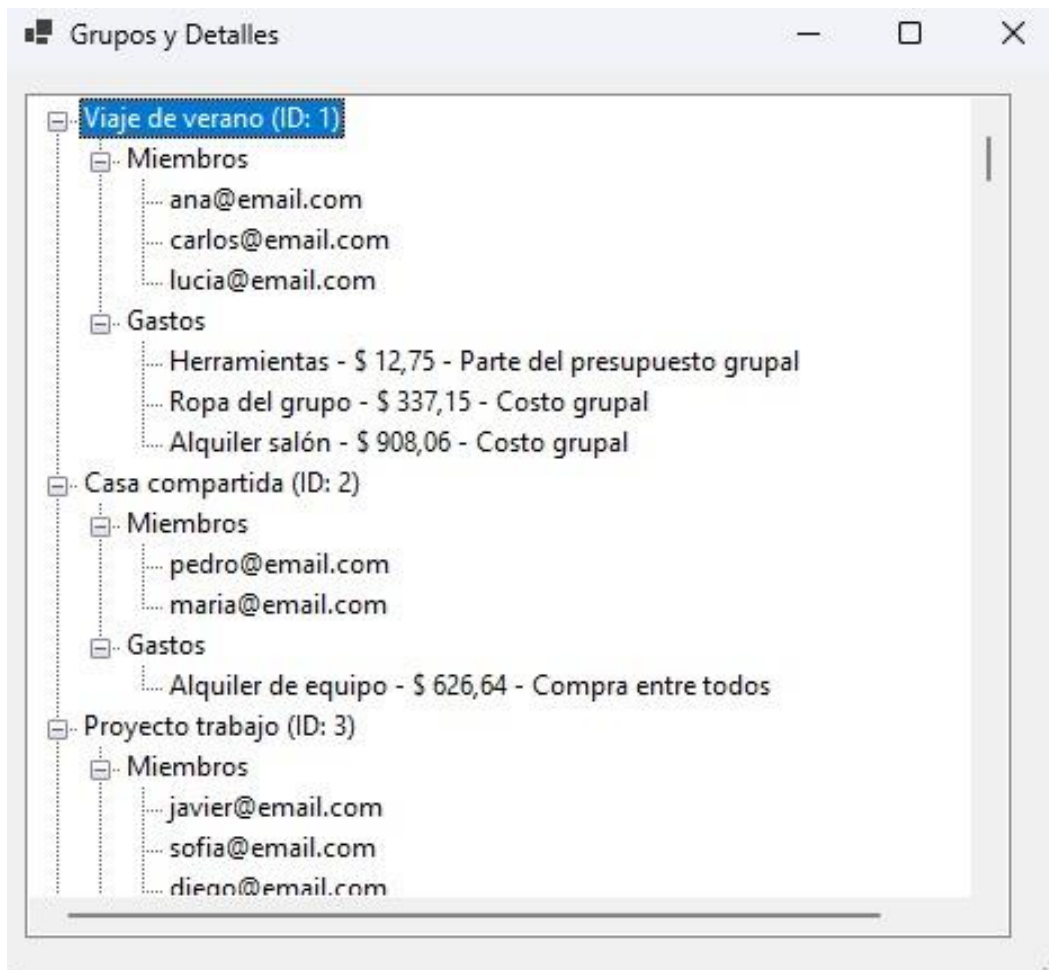 Grupos y Detalles
Viaje de verano (ID: 1)
Miembros
ana@email.com
carlos@email.com
lucia@email.com
Gastos
Herramientas - $ 12,75 - Parte del presupuesto grupal
Ropa del grupo - $ 337,15 - Costo grupal
Alquiler salón - $ 908,06 - Costo grupal
Casa compartida (ID: 2)
Miembros
pedro@email.com
maria@email.com
Gastos
Alquiler de equipo - $ 626,64 - Compra entre todos
Proyecto trabajo (ID: 3)
Miembros
javier@email.com
sofia@email.com
diego@email.com